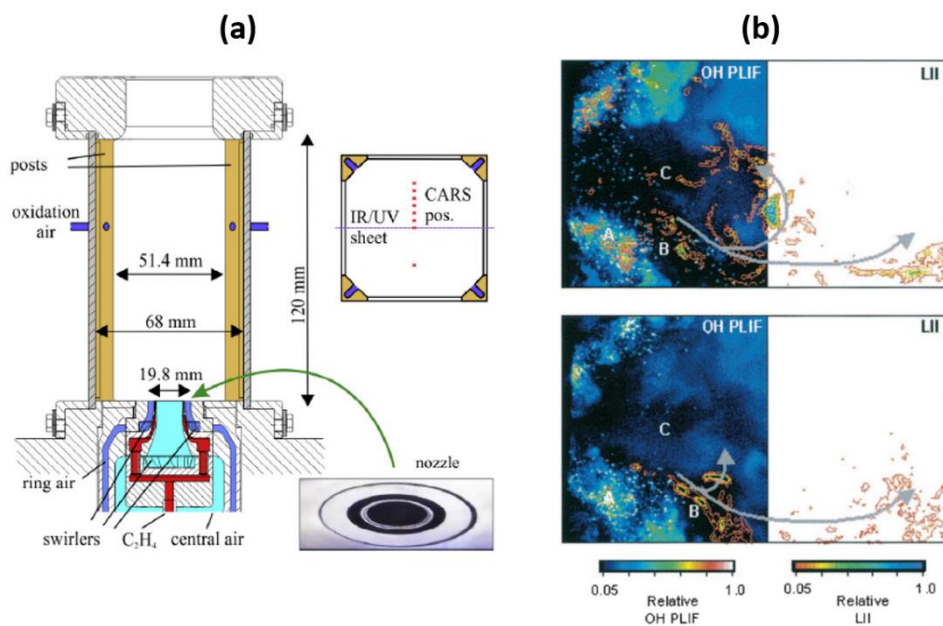 (a)
(b)
posts
oxidation
air
51.4 mm
68 mm
120 mm
19.8 mm
IR/UV
sheet
CARS
pos.
nozzle
ring air
swirlers
C₂H₄
central air
OH PLIF
LII
C
A
B
OH PLIF
LII
C
A
B
0.05
1.0
Relative
OH PLIF
0.05
1.0
Relative
LII